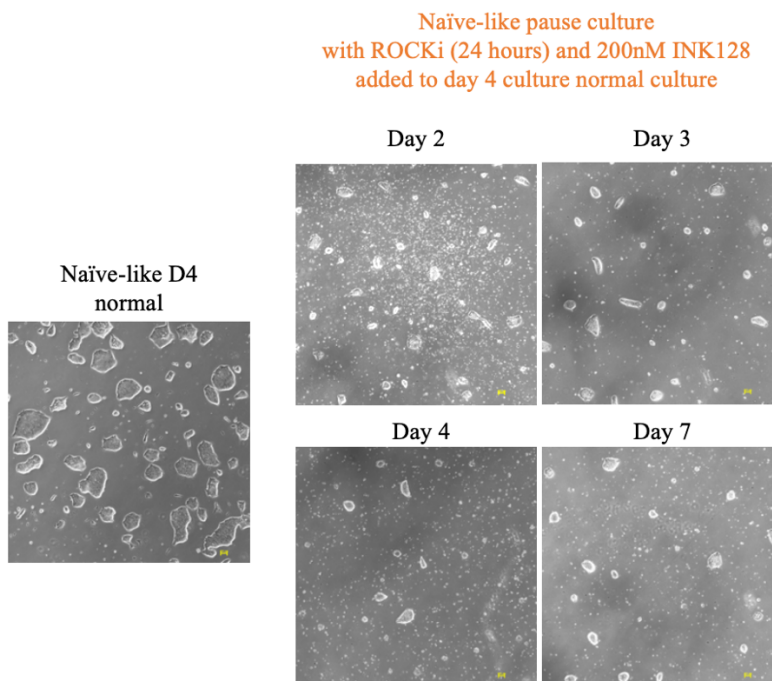 Naïve-like pause culture
with ROCKi (24 hours) and 200nM INK128
added to day 4 culture normal culture
Day 2
Day 3
Naïve-like D4
normal
Day 4
Day 7